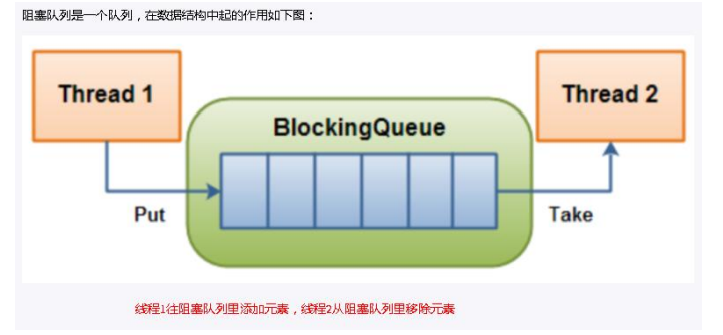 阻塞队列是一个队列，在数据结构中起的作用如下图：
Thread 1
Thread 2
BlockingQueue
Put
Take
线程1往阻塞队列里添加元素，线程2从阻塞队列里移除元素